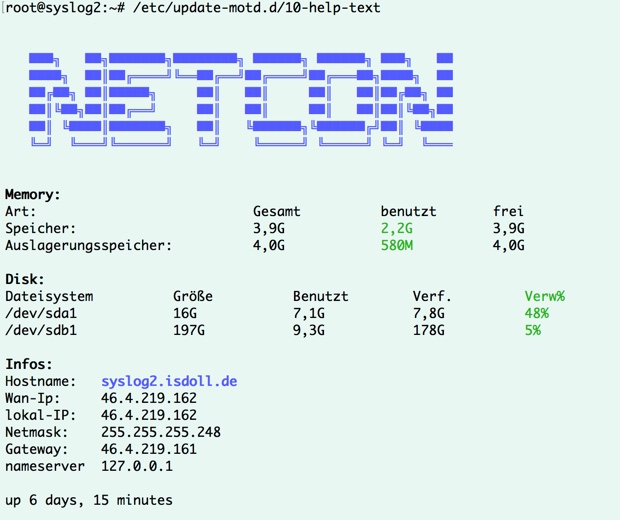 [root@syslog2:~# /etc/update-motd.d/10-help-text
NETCON
Memory:
Art: Gesamt benutzt frei
Speicher: 3,9G 2,2G 3,9G
Auslagerungsspeicher: 4,0G 580M 4,0G
Disk:
Dateisystem Größe Benutzt Verf. Verw%
/dev/sda1 16G 7,1G 7,8G 48%
/dev/sdb1 197G 9,3G 178G 5%
Infos:
Hostname: syslog2.isdoll.de
Wan-Ip: 46.4.219.162
lokal-IP: 46.4.219.162
Netmask: 255.255.255.248
Gateway: 46.4.219.161
nameserver 127.0.0.1
up 6 days, 15 minutes